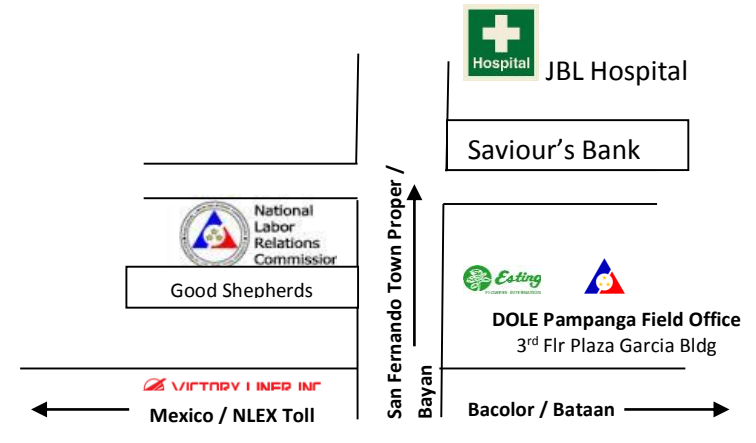 Hospital
JBL Hospital
Saviour's Bank
National
Labor
Relations
Commission
Good Shepherds
San Fernando Town Proper /
Bayan
Esting
DOLE Pampanga Field Office
3rd Flr Plaza Garcia Bldg
VICTORY LINER INC
Mexico / NLEX Toll
Bacolor / Bataan